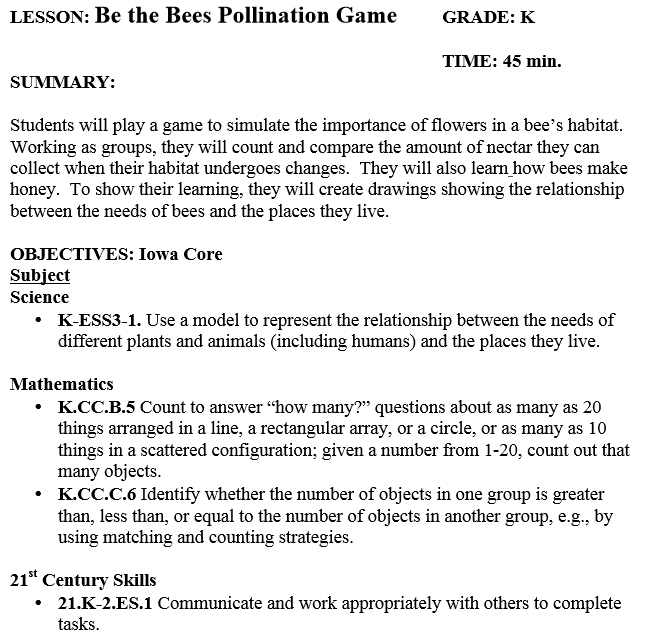 LESSON: Be the Bees Pollination Game GRADE: K
TIME: 45 min.
SUMMARY:
Students will play a game to simulate the importance of flowers in a bee’s habitat.
Working as groups, they will count and compare the amount of nectar they can
collect when their habitat undergoes changes. They will also learn how bees make
honey. To show their learning, they will create drawings showing the relationship
between the needs of bees and the places they live.
OBJECTIVES: Iowa Core
Subject
Science
• K-ESS3-1. Use a model to represent the relationship between the needs of
different plants and animals (including humans) and the places they live.
Mathematics
• K.CC.B.5 Count to answer “how many?” questions about as many as 20
things arranged in a line, a rectangular array, or a circle, or as many as 10
things in a scattered configuration; given a number from 1-20, count out that
many objects.
• K.CC.C.6 Identify whether the number of objects in one group is greater
than, less than, or equal to the number of objects in another group, e.g., by
using matching and counting strategies.
21st Century Skills
• 21.K-2.ES.1 Communicate and work appropriately with others to complete
tasks.